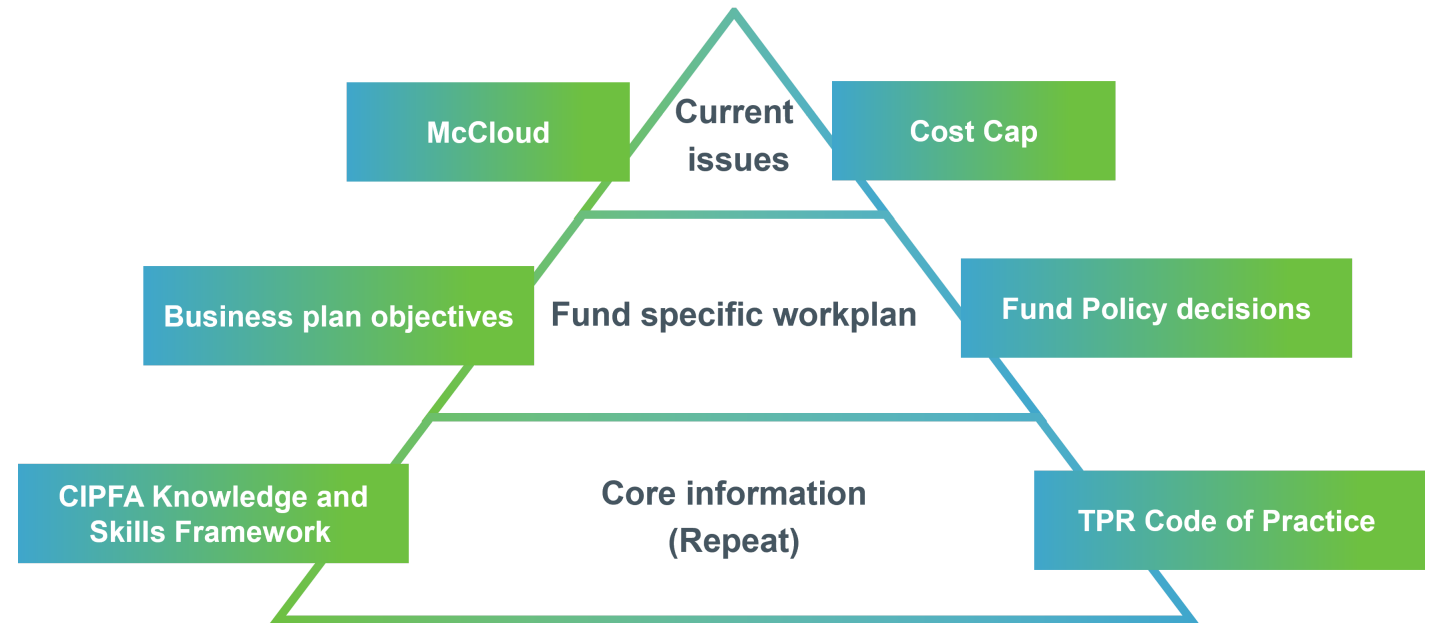 McCloud
Current
issues
Cost Cap
Business plan objectives
Fund specific workplan
Fund Policy decisions
CIPFA Knowledge and
Skills Framework
Core information
(Repeat)
TPR Code of Practice